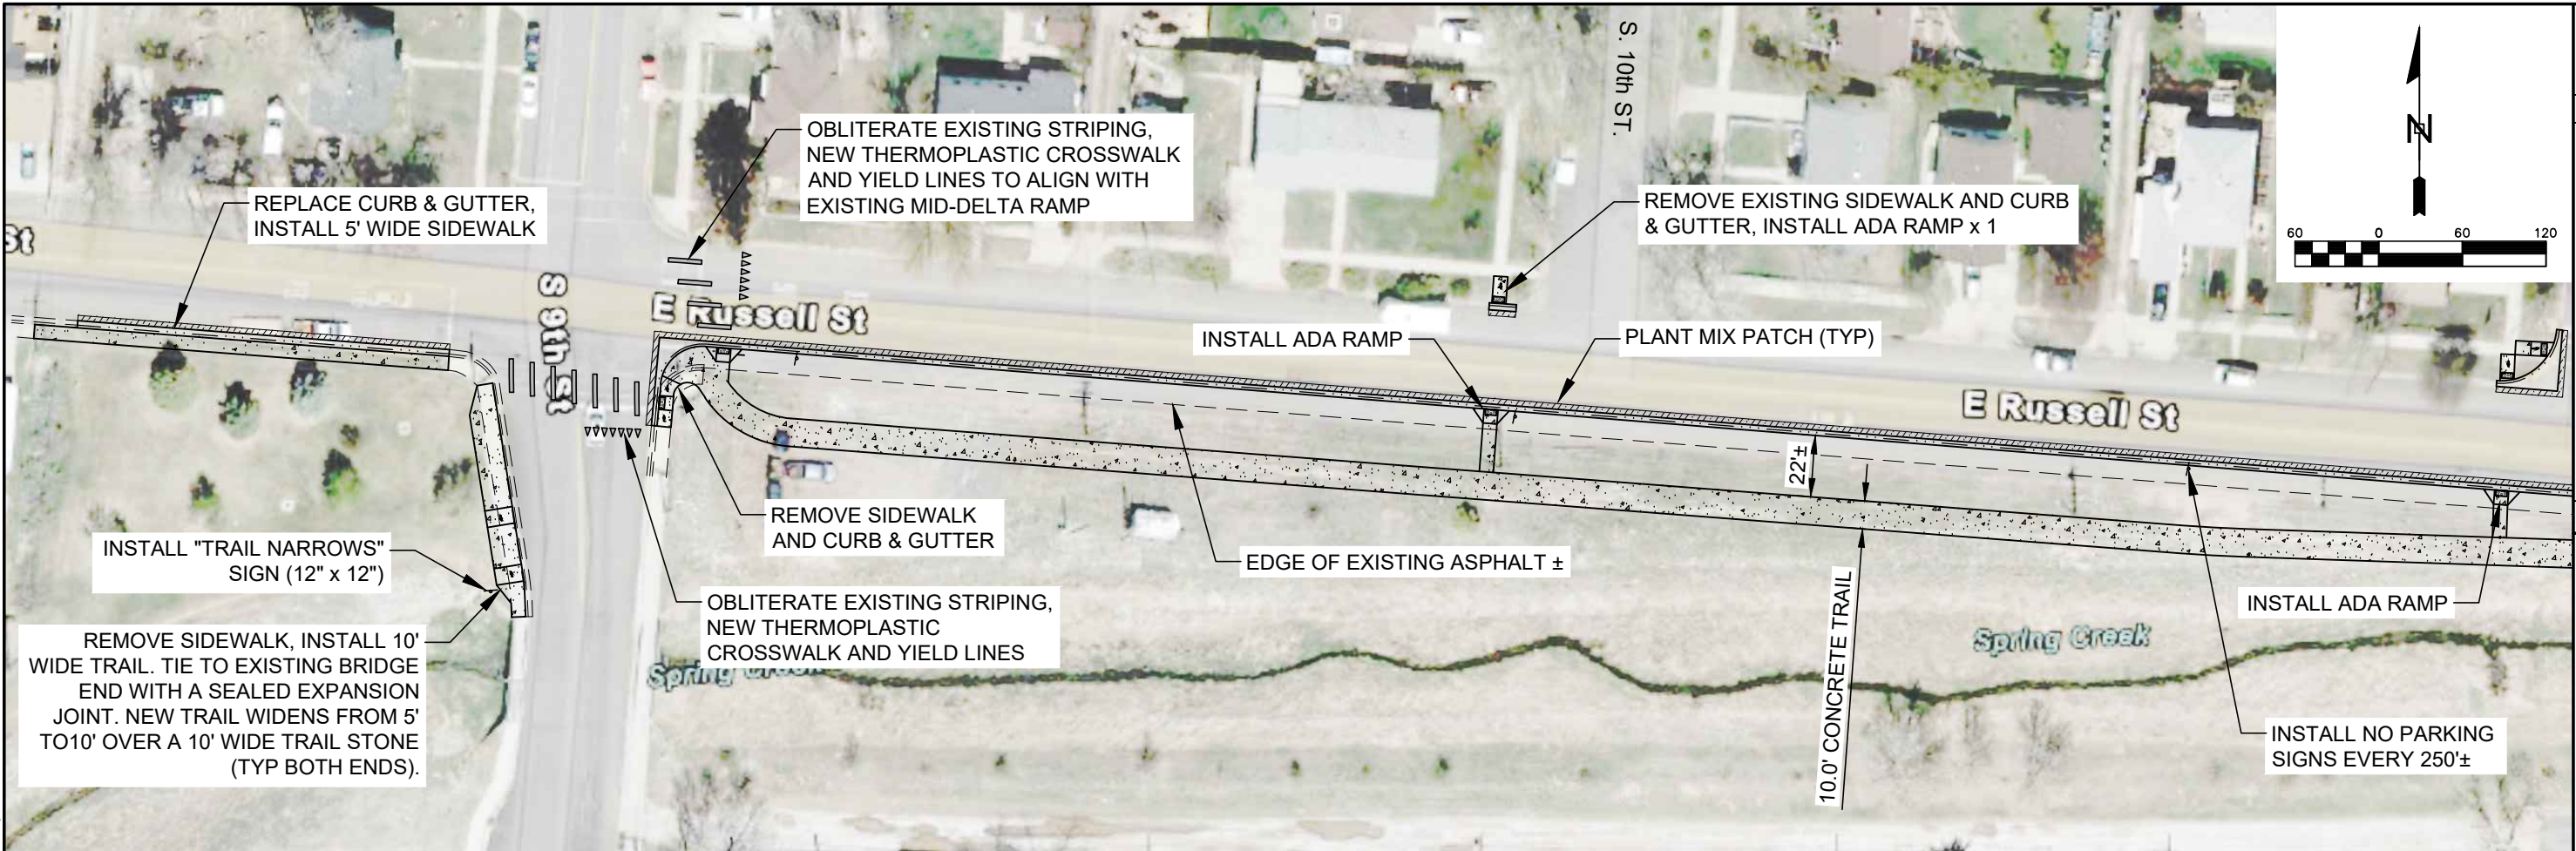 S. 10th ST.
N
60 0 60 120
OBLITERATE EXISTING STRIPING,
NEW THERMOPLASTIC CROSSWALK
AND YIELD LINES TO ALIGN WITH
EXISTING MID-DELTA RAMP
REPLACE CURB & GUTTER,
INSTALL 5' WIDE SIDEWALK
REMOVE EXISTING SIDEWALK AND CURB
& GUTTER, INSTALL ADA RAMP x 1
St
S 9th St
E Russell St
INSTALL ADA RAMP
PLANT MIX PATCH (TYP)
E Russell St
22'±
REMOVE SIDEWALK
AND CURB & GUTTER
INSTALL "TRAIL NARROWS"
SIGN (12" x 12")
EDGE OF EXISTING ASPHALT ±
OBLITERATE EXISTING STRIPING,
NEW THERMOPLASTIC
CROSSWALK AND YIELD LINES
INSTALL ADA RAMP
REMOVE SIDEWALK, INSTALL 10'
WIDE TRAIL. TIE TO EXISTING BRIDGE
END WITH A SEALED EXPANSION
JOINT. NEW TRAIL WIDENS FROM 5'
TO10' OVER A 10' WIDE TRAIL STONE
(TYP BOTH ENDS).
Spring Creek
Spring Creek
10.0' CONCRETE TRAIL
INSTALL NO PARKING
SIGNS EVERY 250'±